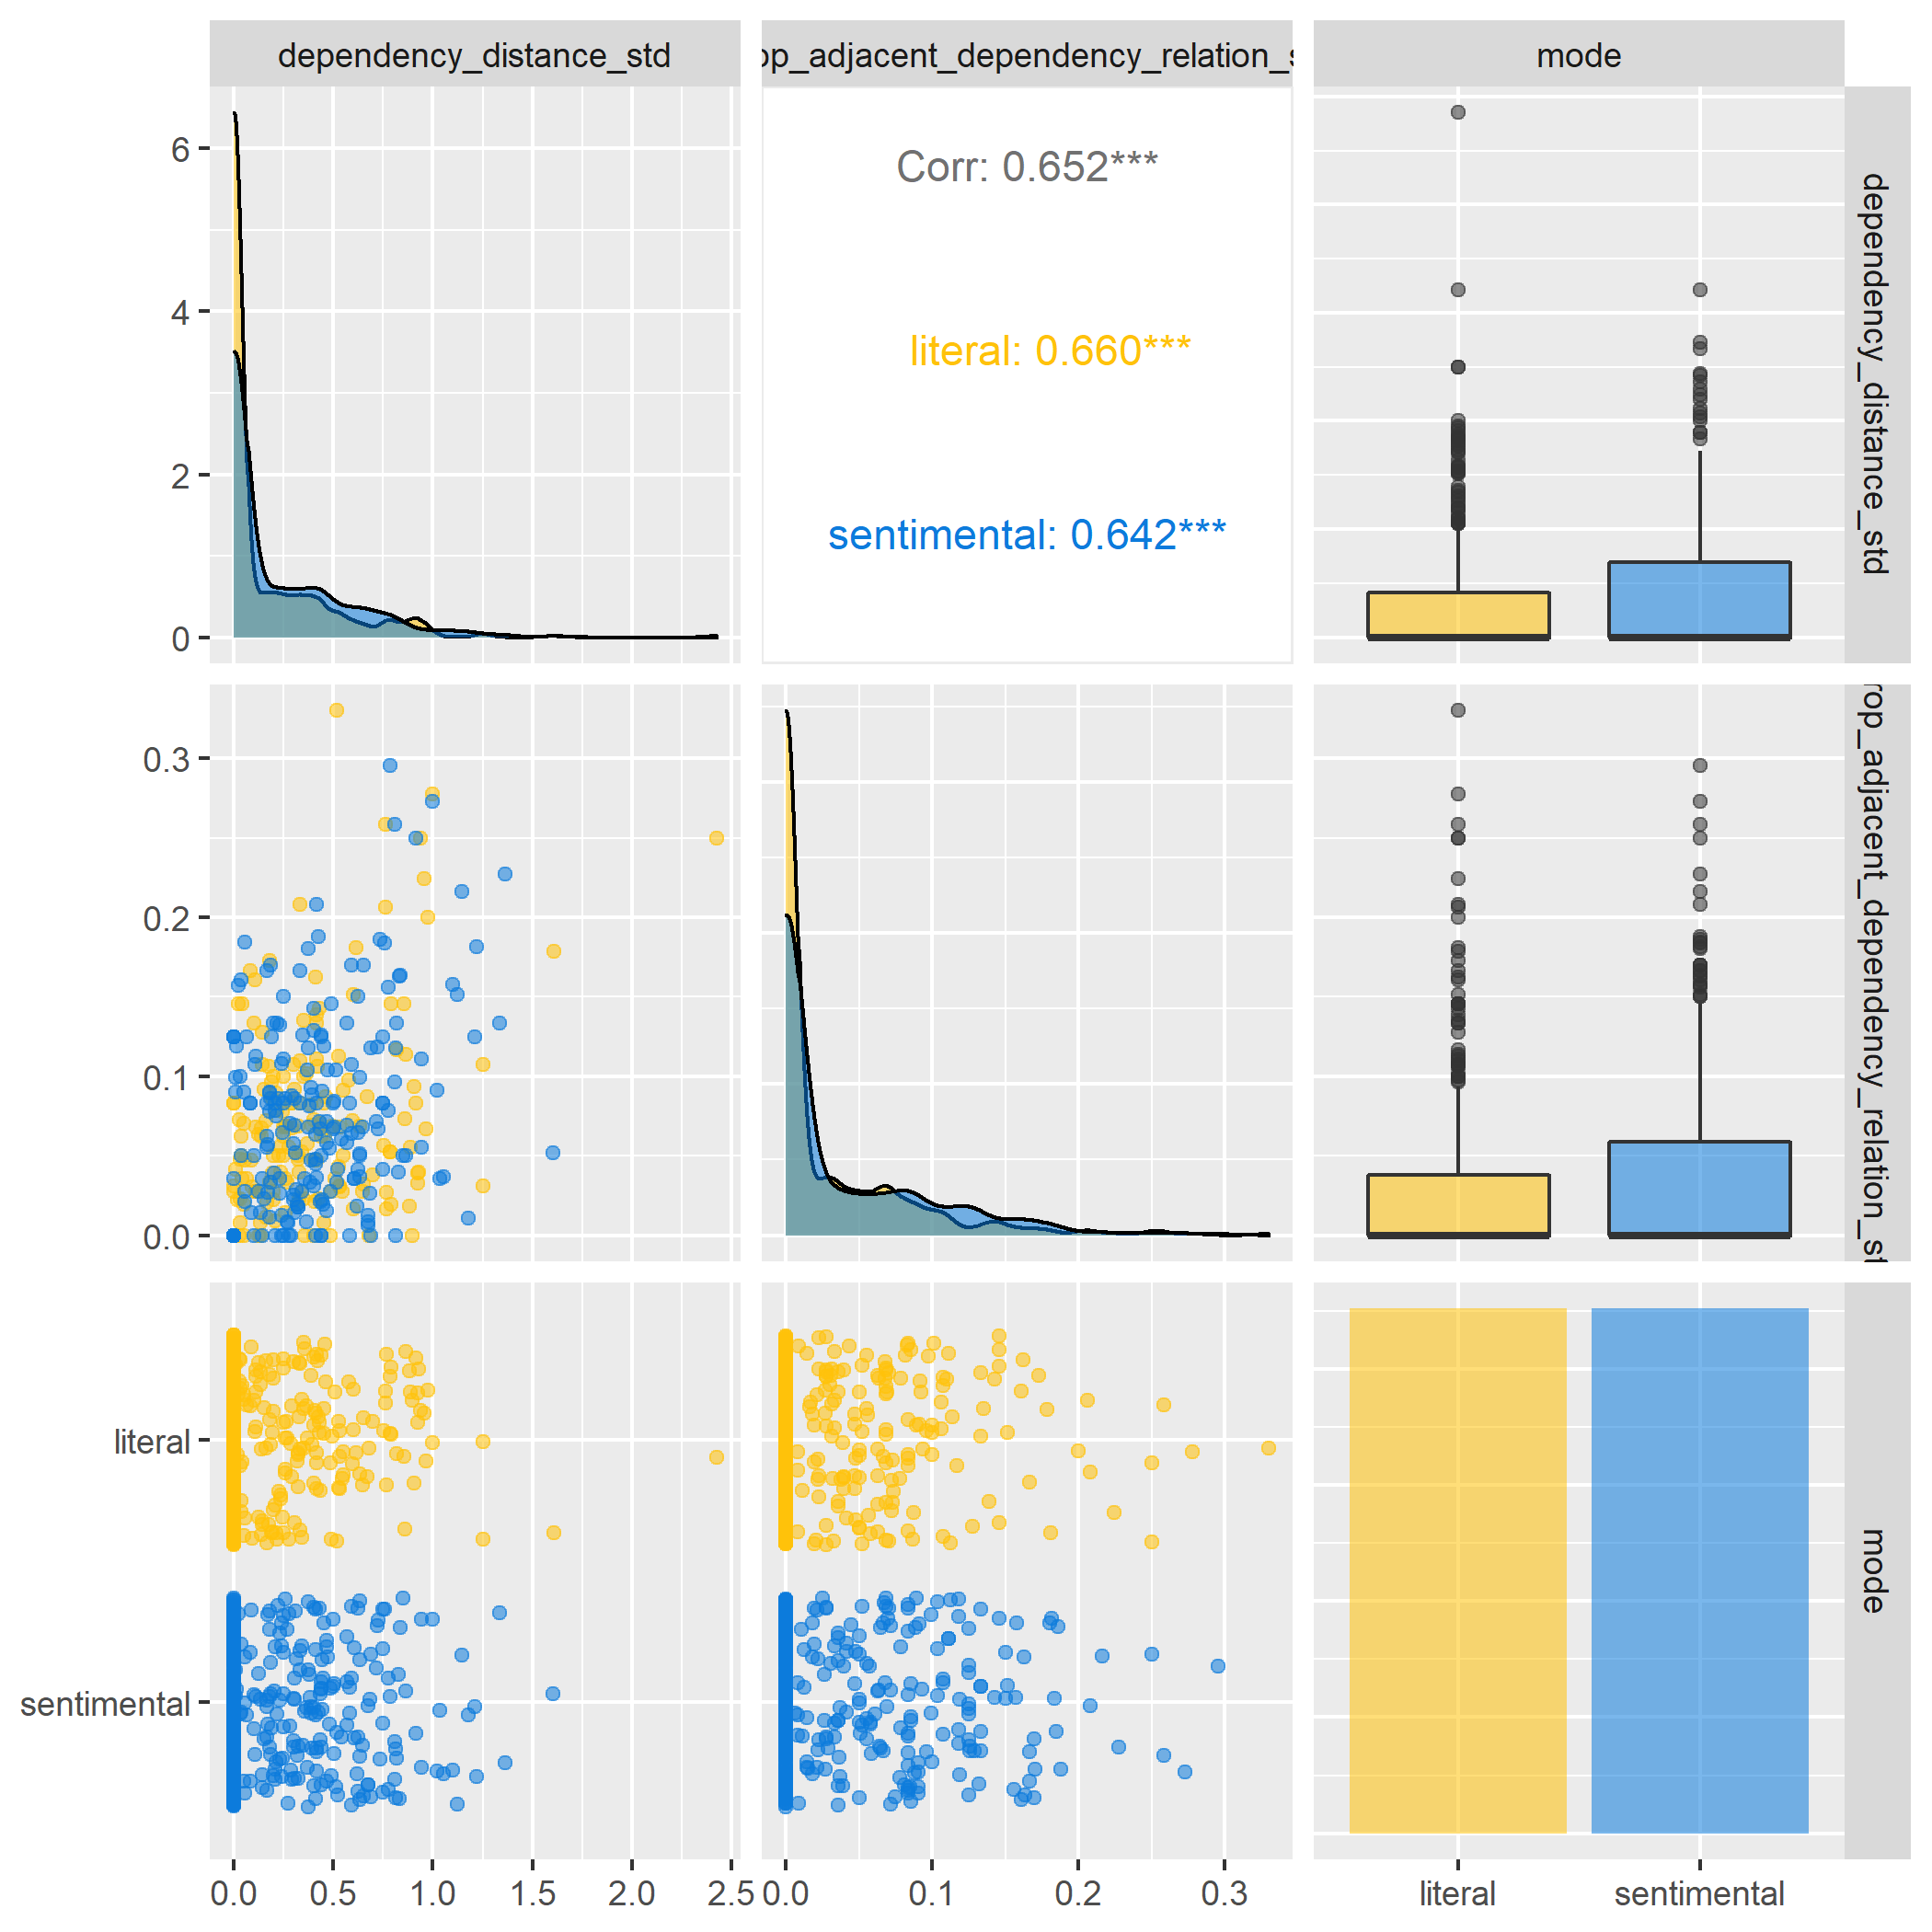 dependency_distance_std
op_adjacent_dependency_relation_s
mode
6
4
2
0
Corr: 0.652***
literal: 0.660***
sentimental: 0.642***
dependency_distance_std
0.3
0.2
0.1
0.0
rop_adjacent_dependency_relation_st
literal
sentimental
mode
0.0 0.5 1.0 1.5 2.0 2.5
0.0 0.1 0.2 0.3
literal sentimental